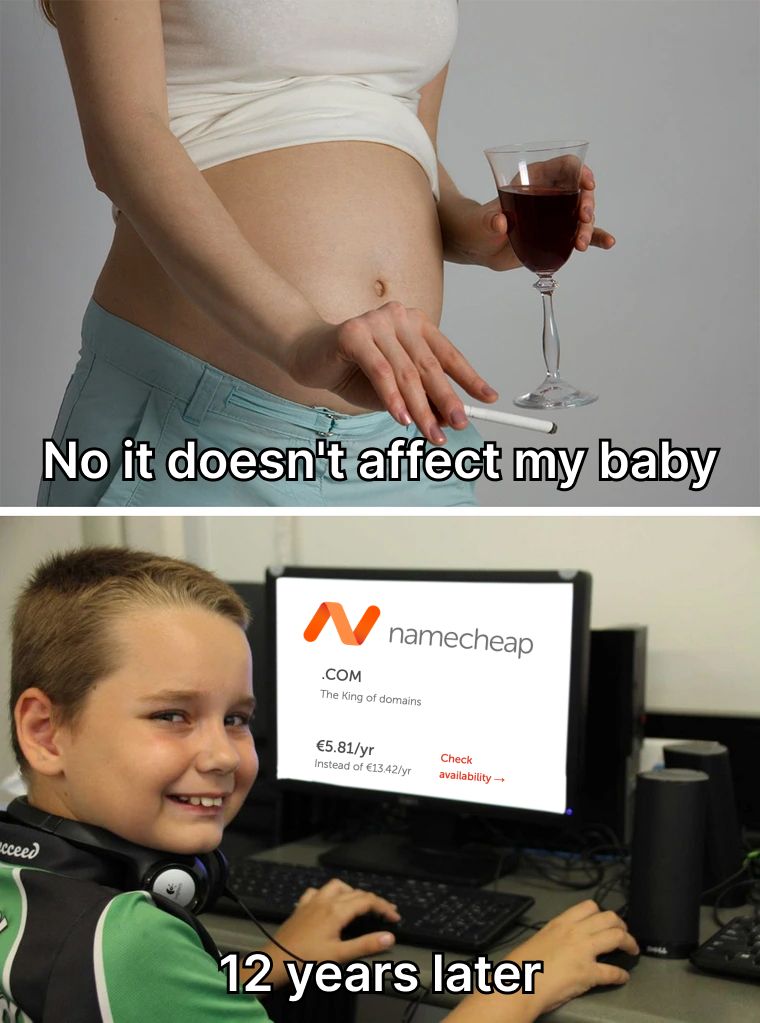 No it doesn't affect my baby
namecheap
.COM
The King of domains
€5.81/yr
Instead of €13.42/yr
Check
availability →
cceed
DELL
12 years later